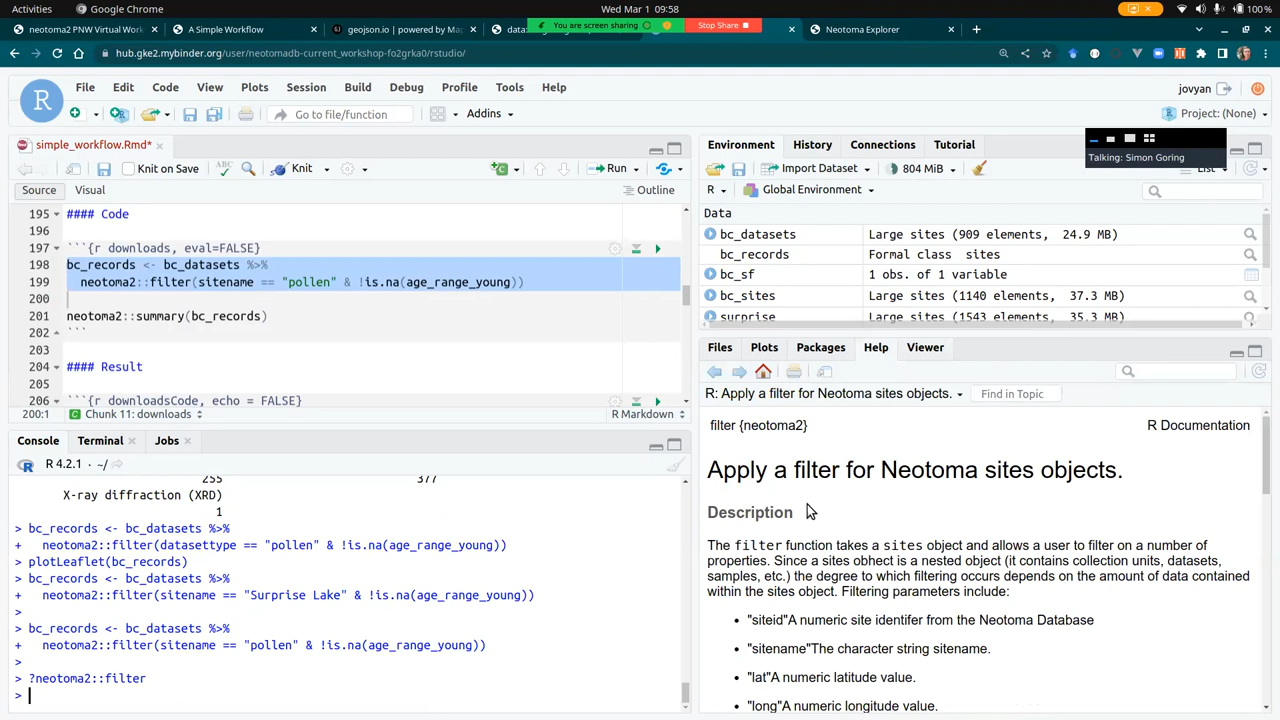 Activities
Google Chrome
Wed Mar 1 09:58
100 %
neotoma2 PNW Virtual Work
A Simple Workflow
geojson.io | powered by Map
data:
Neotoma Explorer
You are screen sharing
Stop Share
hub.gke2.mybinder.org/user/neotomadb-current_workshop-fo2grka0/rstudio/
File Edit Code View Plots Session Build Debug Profile Tools Help
jovyan
Go to file/function
Addins
Project: (None)
Talking: Simon Goring
simple_workflow.Rmd*
Knit on Save
ABC
Knit
Run
Source Visual
Outline
195 #### Code
196
197 ```{r downloads, eval=FALSE}
198 bc_records <- bc_datasets %>%
199 neotoma2::filter(sitename == "pollen" & !is.na(age_range_young))
200
201 neotoma2::summary(bc_records)
202 ```
203
204 #### Result
205
206 ```{r downloadsCode, echo = FALSE}
200:1
Chunk 11: downloads
R Markdown
Console Terminal Jobs
R 4.2.1 · ~/
255 377
X-ray diffraction (XRD)
1
> bc_records <- bc_datasets %>%
+ neotoma2::filter(datasettype == "pollen" & !is.na(age_range_young))
> plotLeaflet(bc_records)
> bc_records <- bc_datasets %>%
+ neotoma2::filter(sitename == "Surprise Lake" & !is.na(age_range_young))
>
> bc_records <- bc_datasets %>%
+ neotoma2::filter(sitename == "pollen" & !is.na(age_range_young))
>
> ?neotoma2::filter
>
Environment History Connections Tutorial
Import Dataset
804 MiB
List
R
Global Environment
Data
bc_datasets Large sites (909 elements, 24.9 MB)
bc_records Formal class sites
bc_sf 1 obs. of 1 variable
bc_sites Large sites (1140 elements, 37.3 MB)
surprise Large sites (1543 elements, 35.3 MB)
Files Plots Packages Help Viewer
R: Apply a filter for Neotoma sites objects.
Find in Topic
filter {neotoma2}
R Documentation
Apply a filter for Neotoma sites objects.
Description
The filter function takes a sites object and allows a user to filter on a number of
properties. Since a sites obhect is a nested object (it contains collection units, datasets,
samples, etc.) the degree to which filtering occurs depends on the amount of data contained
within the sites object. Filtering parameters include:
• "siteid"A numeric site identifer from the Neotoma Database
• "sitename"The character string sitename.
• "lat"A numeric latitude value.
• "long"A numeric longitude value.